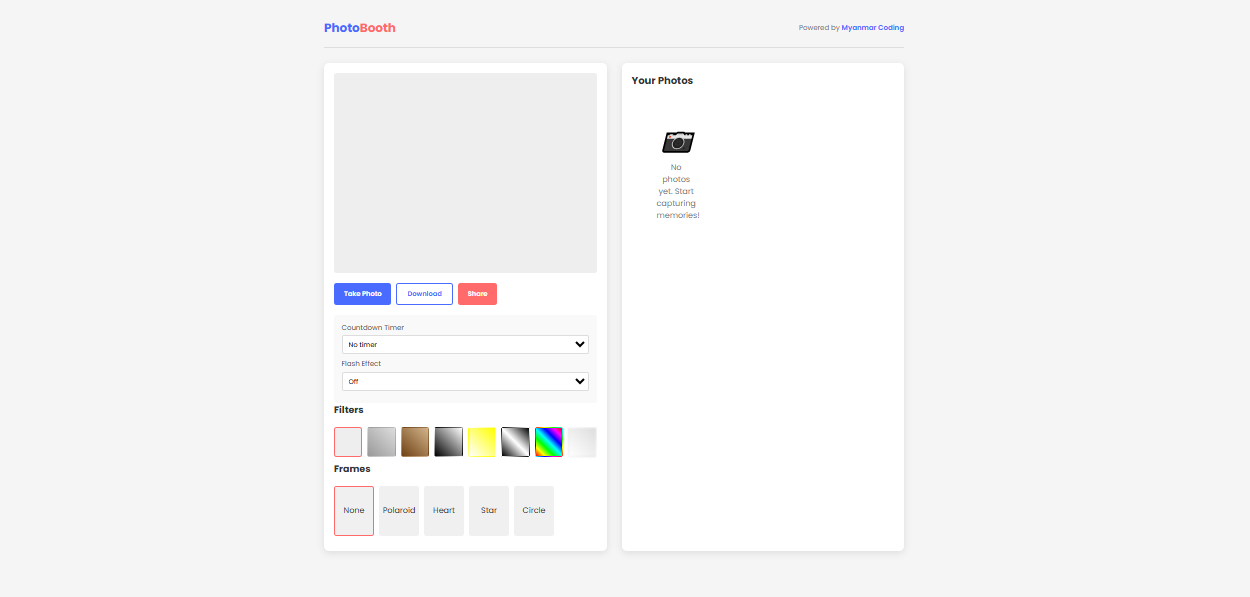 PhotoBooth
Powered by Myanmar Coding
Take Photo
Download
Share
Countdown Timer
No timer
Flash Effect
Off
Filters
Frames
None
Polaroid
Heart
Star
Circle
Your Photos
No
photos
yet. Start
capturing
memories!